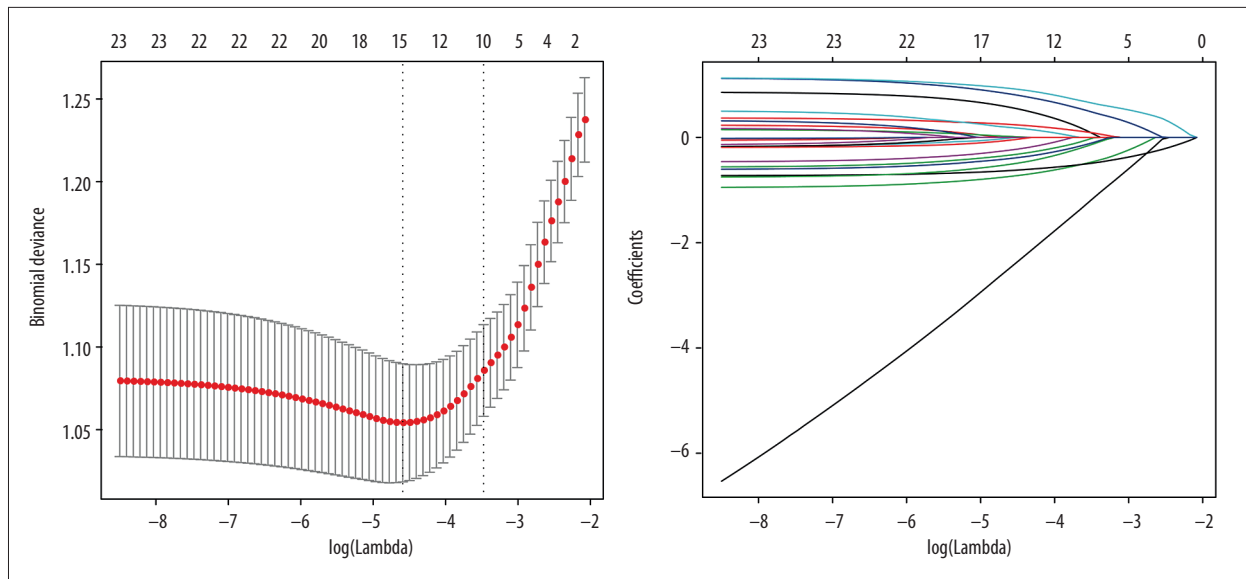 23 23 22 22 22 20 18 15 12 10 5 4 2
1.25
1.20
1.15
1.10
1.05
Binomial deviance
−8 −7 −6 −5 −4 −3 −2
log(Lambda)
23 23 22 17 12 5 0
0
−2
−4
−6
Coefficients
−8 −7 −6 −5 −4 −3 −2
log(Lambda)